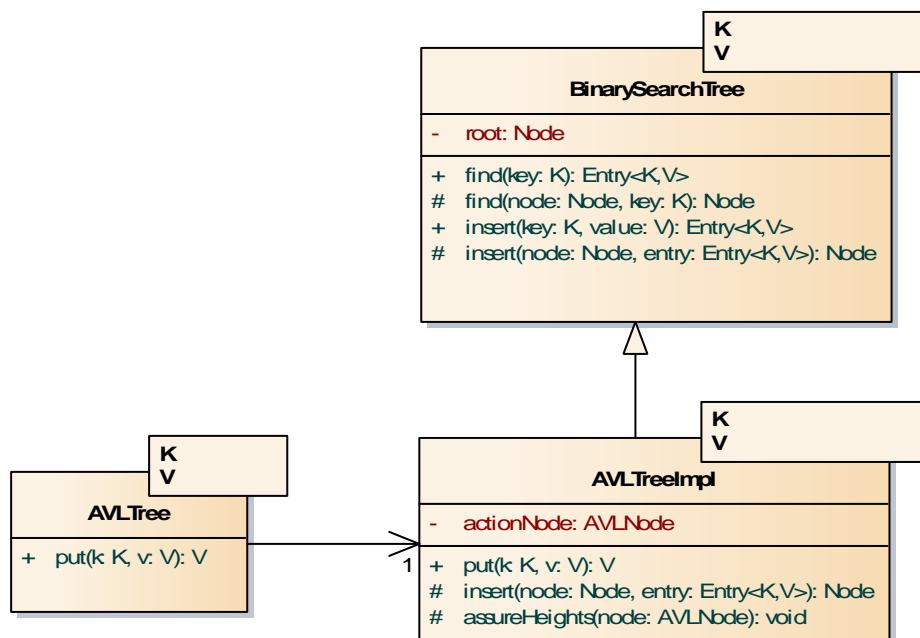 K
V
BinarySearchTree
- root: Node
+ find(key: K): Entry<K,V>
# find(node: Node, key: K): Node
+ insert(key: K, value: V): Entry<K,V>
# insert(node: Node, entry: Entry<K,V>): Node
K
V
AVLTree
+ put(k: K, v: V): V
1
K
V
AVLTreeImpl
- actionNode: AVLNode
+ put(k: K, v: V): V
# insert(node: Node, entry: Entry<K,V>): Node
# assureHeights(node: AVLNode): void